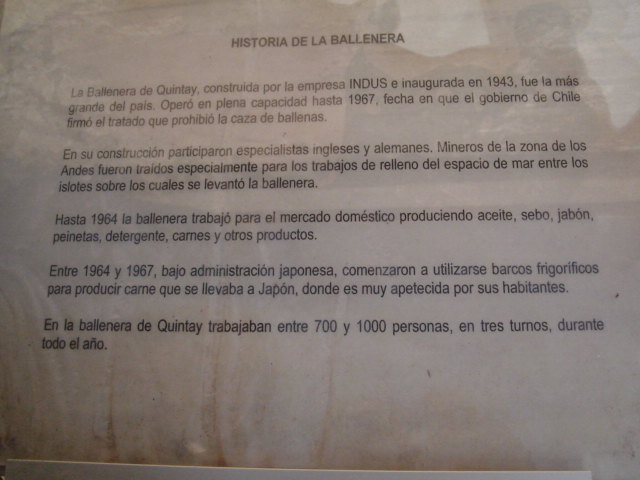 HISTORIA DE LA BALLENERA
La Ballenera de Quintay, construida por la empresa INDUS e inaugurada en 1943, fue la más
grande del país. Operó en plena capacidad hasta 1967, fecha en que el gobierno de Chile
firmó el tratado que prohibió la caza de ballenas.
En su construcción participaron especialistas ingleses y alemanes. Mineros de la zona de los
Andes fueron traídos especialmente para los trabajos de relleno del espacio de mar entre los
islotes sobre los cuales se levantó la ballenera.
Hasta 1964 la ballenera trabajó para el mercado doméstico produciendo aceite, sebo, jabón,
peinetas, detergente, carnes y otros productos.
Entre 1964 y 1967, bajo administración japonesa, comenzaron a utilizarse barcos frigoríficos
para producir carne que se llevaba a Japón, donde es muy apetecida por sus habitantes.
En la ballenera de Quintay trabajaban entre 700 y 1000 personas, en tres turnos, durante
todo el año.